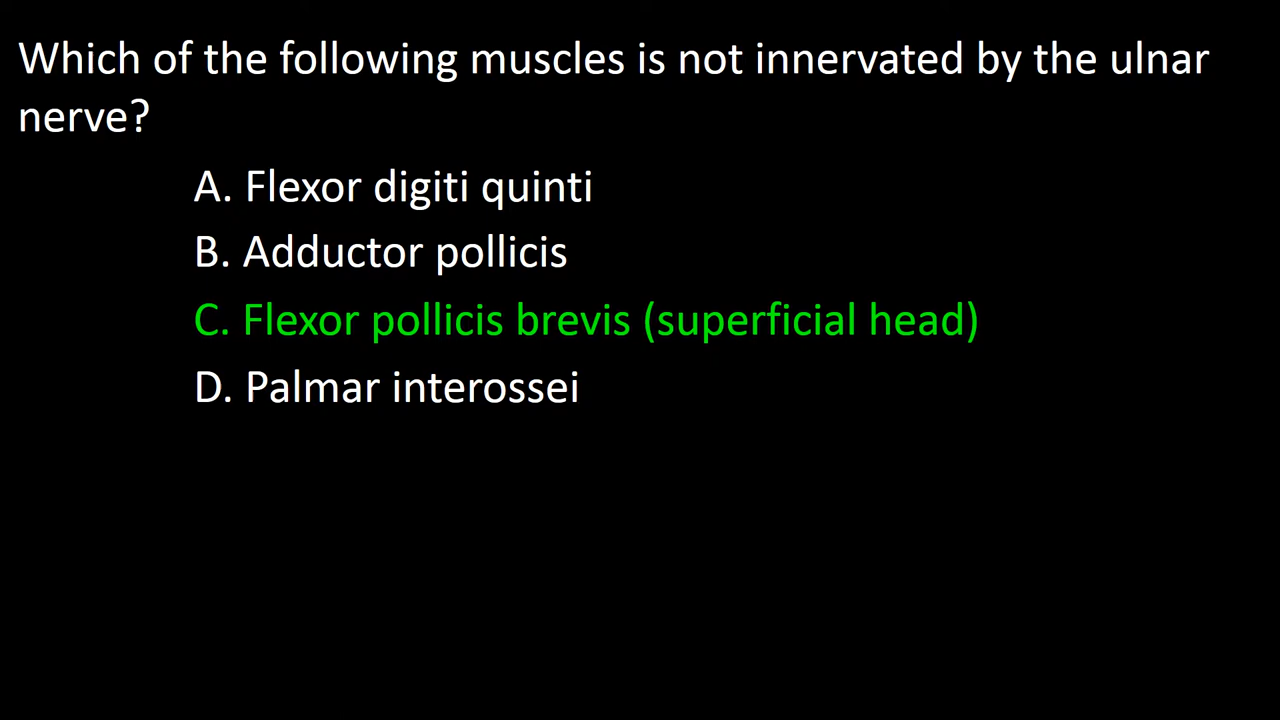 Which of the following muscles is not innervated by the ulnar
nerve?
A. Flexor digiti quinti
B. Adductor pollicis
C. Flexor pollicis brevis (superficial head)
D. Palmar interossei